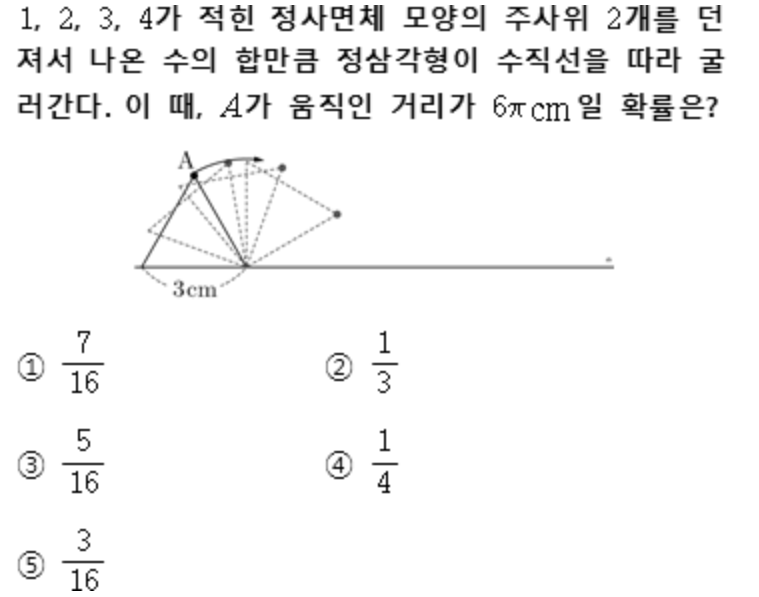 1, 2, 3, 4가 적힌 정사면체 모양의 주사위 2개를 던
져서 나온 수의 합만큼 정삼각형이 수직선을 따라 굴
러간다. 이 때, A가 움직인 거리가 6πcm일 확률은?
A
3cm
① 7/16
② 1/3
③ 5/16
④ 1/4
⑤ 3/16